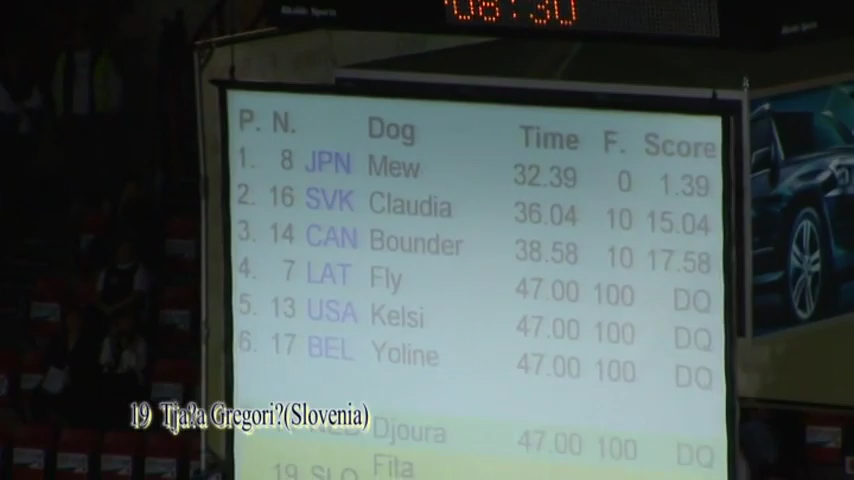 08:30
P. N. Dog Time F. Score
1. 8 JPN Mew 32.39 0 1.39
2. 16 SVK Claudia 36.04 10 15.04
3. 14 CAN Bounder 38.58 10 17.58
4. 7 LAT Fly 47.00 100 DQ
5. 13 USA Kelsi 47.00 100 DQ
6. 17 BEL Yoline 47.00 100 DQ
19 Tja?a Gregori?(Slovenia)
Djoura 47.00 100 DQ
19 SLO Fita